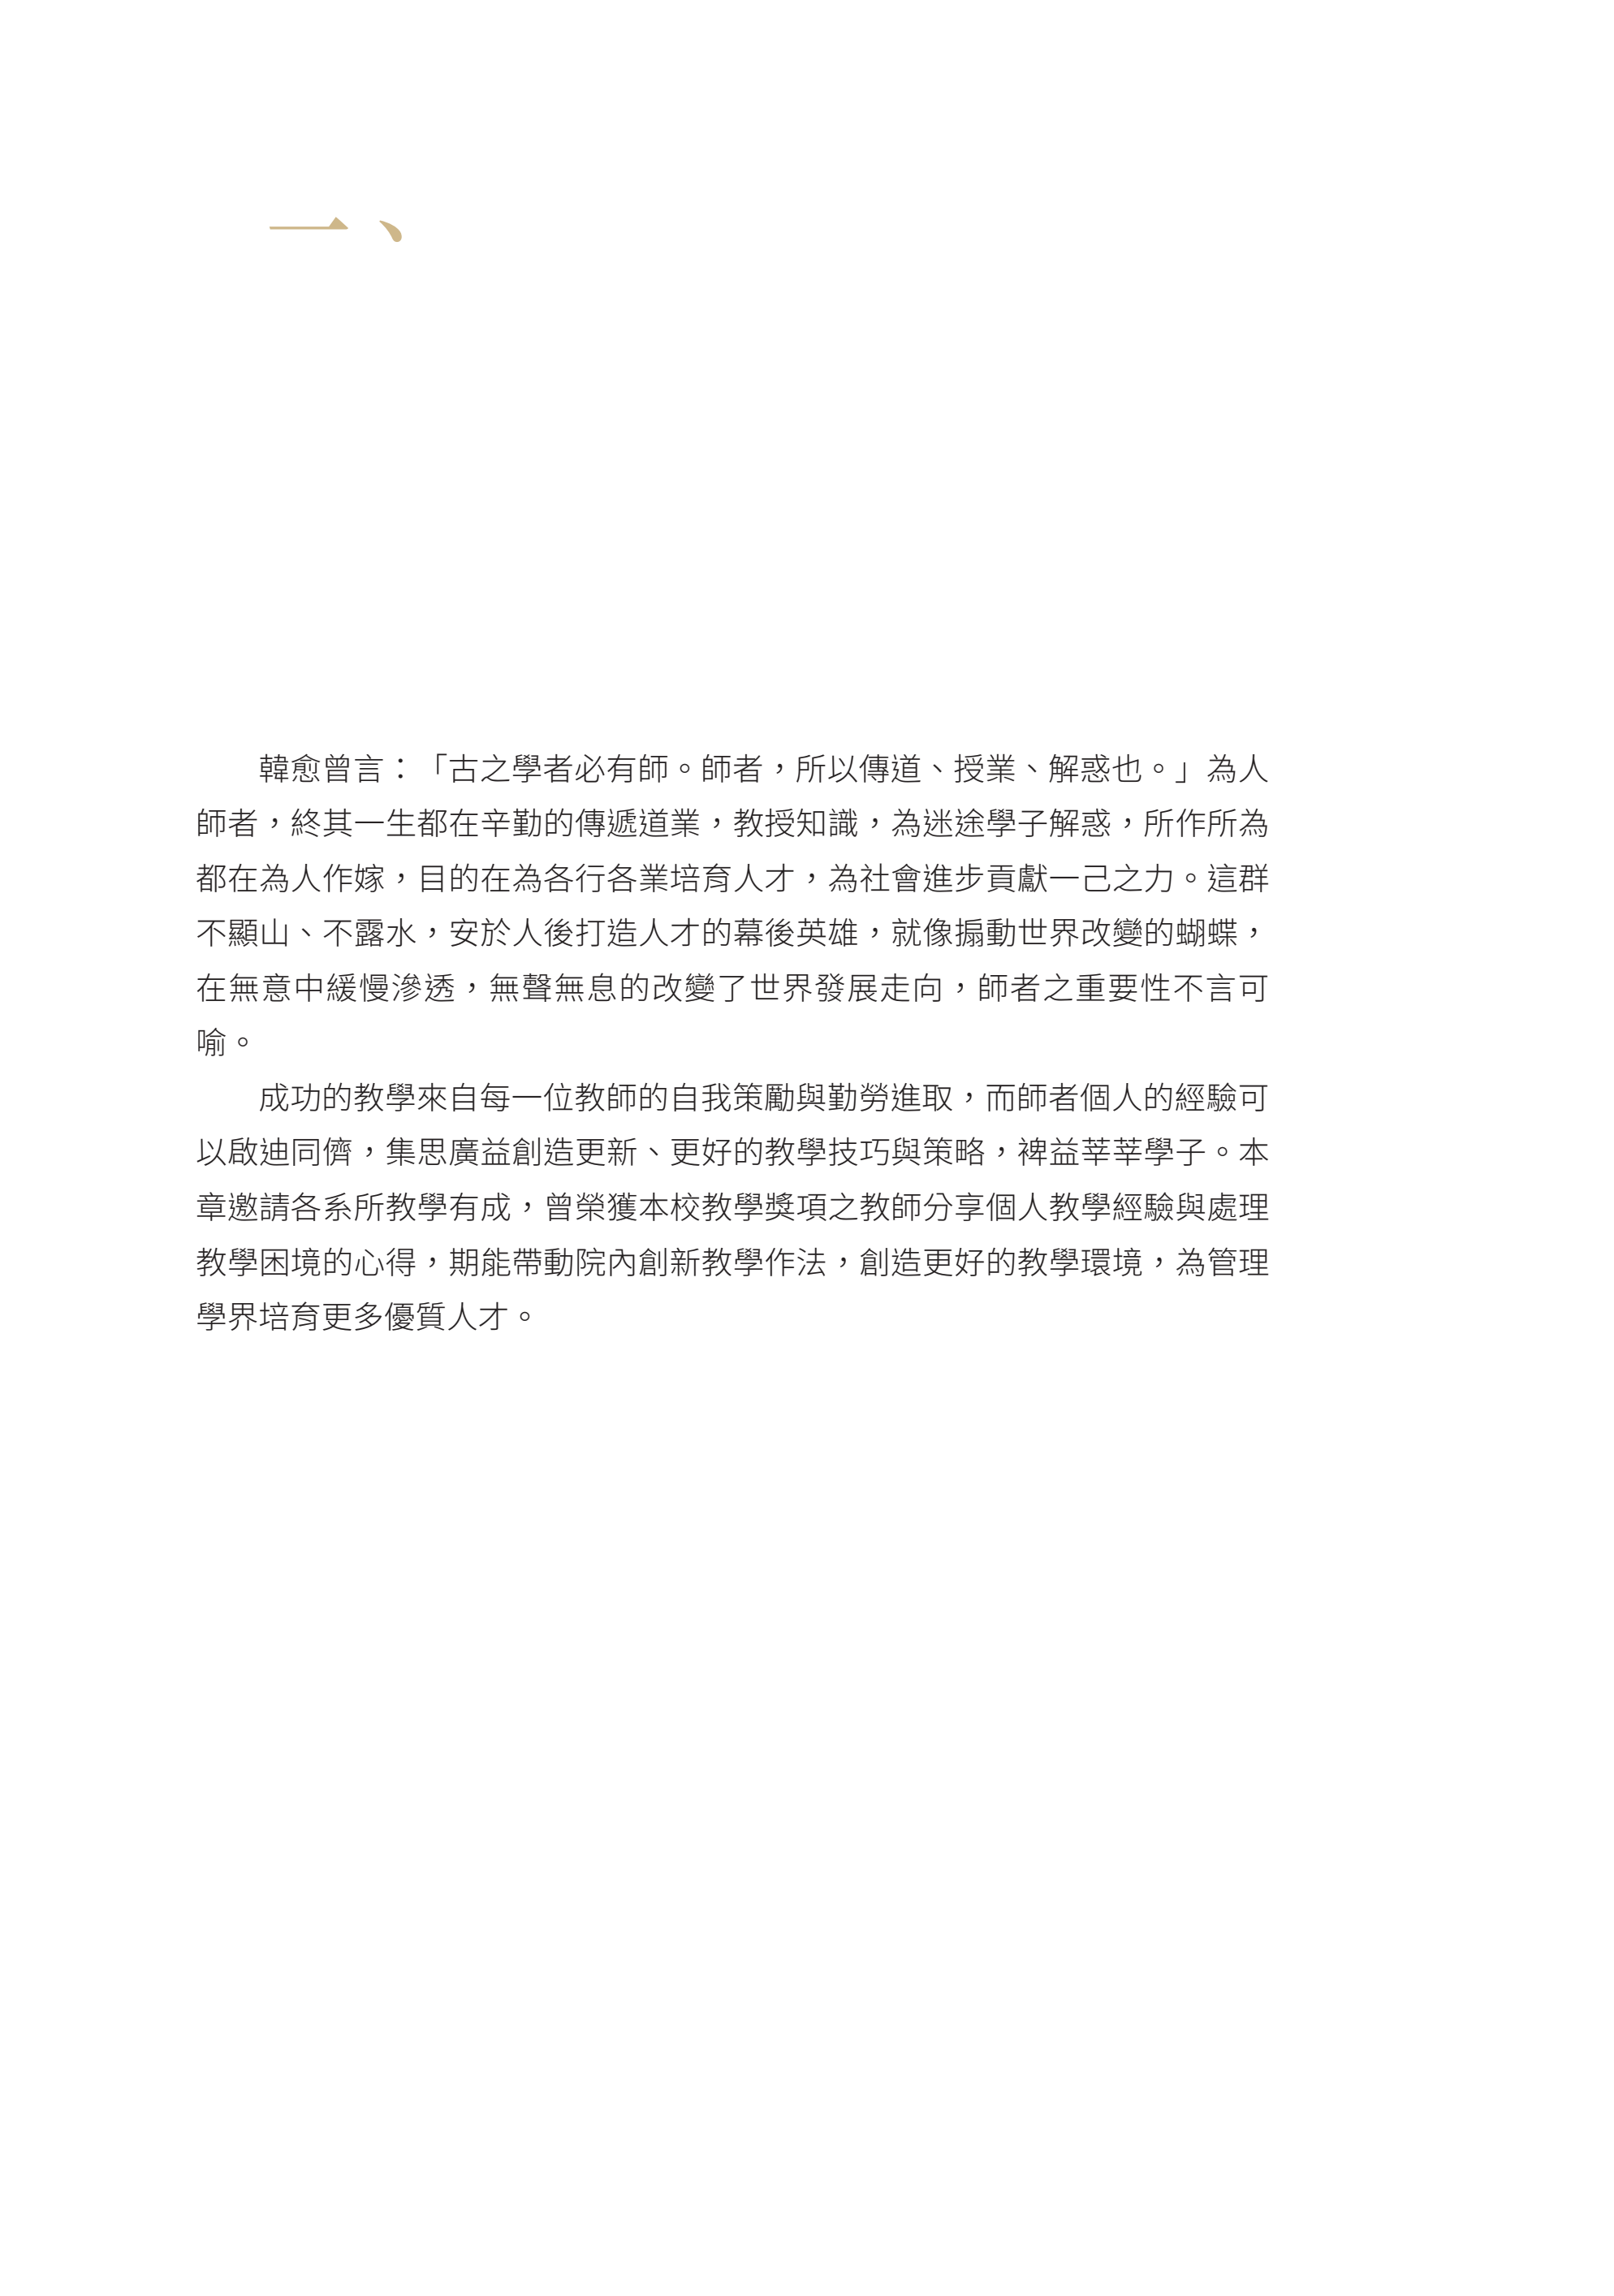 一、
韓愈曾言：「古之學者必有師。師者，所以傳道、授業、解惑也。」為人
師者，終其一生都在辛勤的傳遞道業，教授知識，為迷途學子解惑，所作所為
都在為人作嫁，目的在為各行各業培育人才，為社會進步貢獻一己之力。這群
不顯山、不露水，安於人後打造人才的幕後英雄，就像搧動世界改變的蝴蝶，
在無意中緩慢滲透，無聲無息的改變了世界發展走向，師者之重要性不言可
喻。
成功的教學來自每一位教師的自我策勵與勤勞進取，而師者個人的經驗可
以啟迪同儕，集思廣益創造更新、更好的教學技巧與策略，裨益莘莘學子。本
章邀請各系所教學有成，曾榮獲本校教學獎項之教師分享個人教學經驗與處理
教學困境的心得，期能帶動院內創新教學作法，創造更好的教學環境，為管理
學界培育更多優質人才。